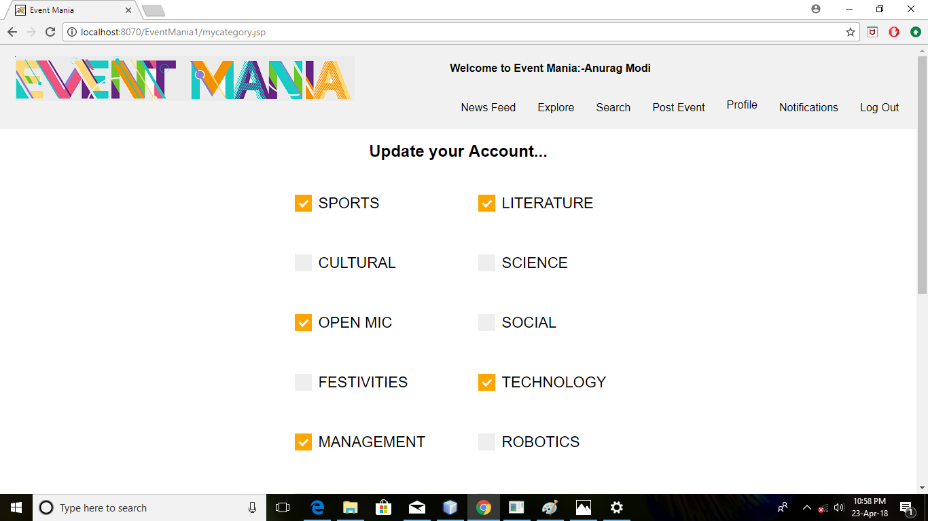 Event Mania
localhost:8070/EventMania1/mycategory.jsp
EVENT MANIA
Welcome to Event Mania:-Anurag Modi
News Feed Explore Search Post Event Profile Notifications Log Out
Update your Account...
SPORTS LITERATURE
CULTURAL SCIENCE
OPEN MIC SOCIAL
FESTIVITIES TECHNOLOGY
MANAGEMENT ROBOTICS
Type here to search
10:58 PM
23-Apr-18
1